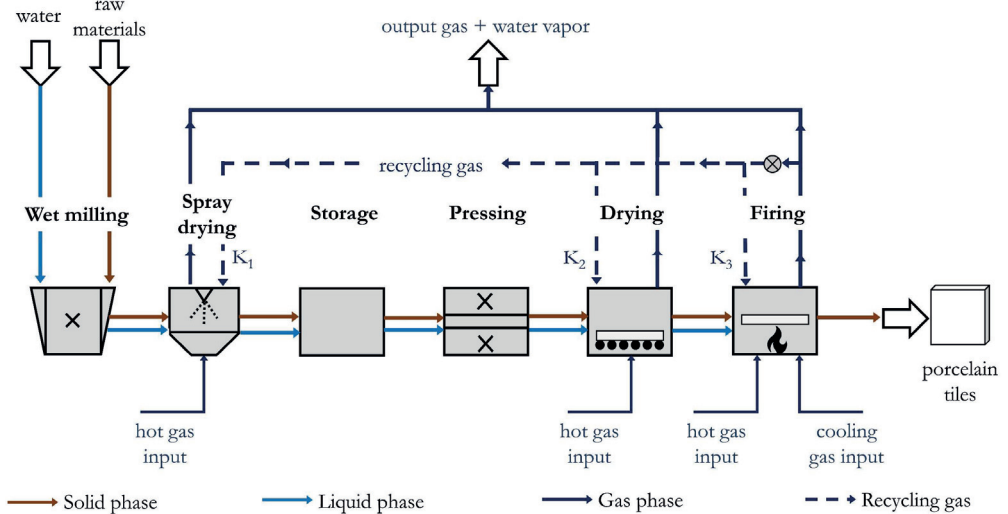 water
raw
materials
output gas + water vapor
recycling gas
Wet milling
Spray
drying
Storage
Pressing
Drying
Firing
K1
K2
K3
porcelain
tiles
hot gas
input
hot gas
input
hot gas
input
cooling
gas input
Solid phase
Liquid phase
Gas phase
Recycling gas